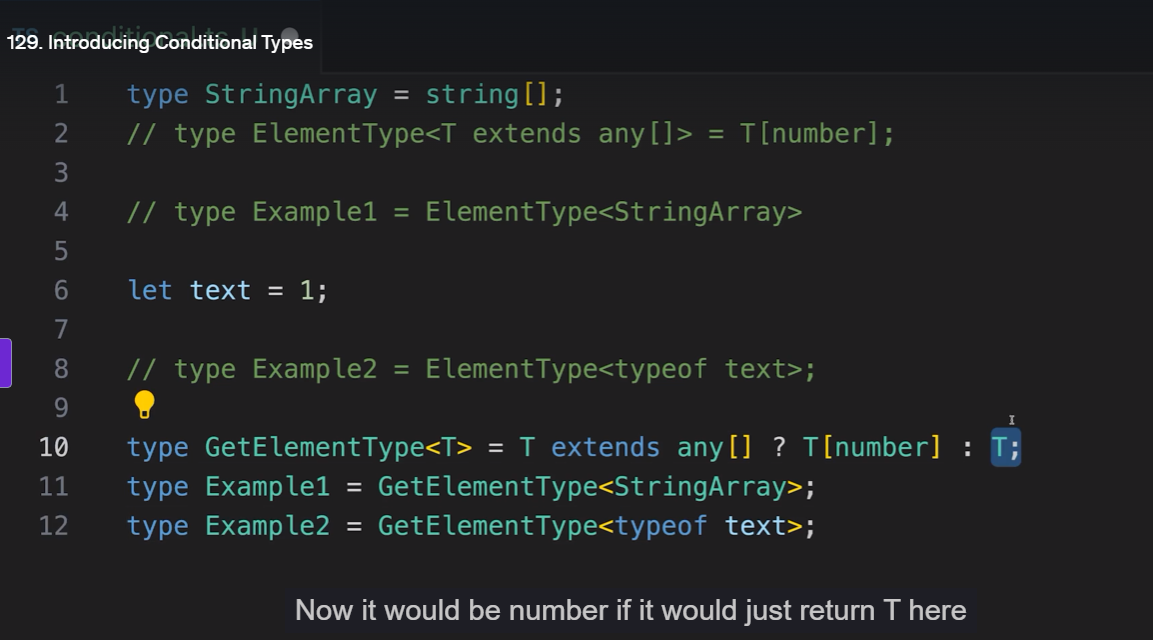 TS conditional.ts U
129. Introducing Conditional Types
1 type StringArray = string[];
2 // type ElementType<T extends any[]> = T[number];
3
4 // type Example1 = ElementType<StringArray>
5
6 let text = 1;
7
8 // type Example2 = ElementType<typeof text>;
9
10 type GetElementType<T> = T extends any[] ? T[number] : T;
11 type Example1 = GetElementType<StringArray>;
12 type Example2 = GetElementType<typeof text>;
Now it would be number if it would just return T here